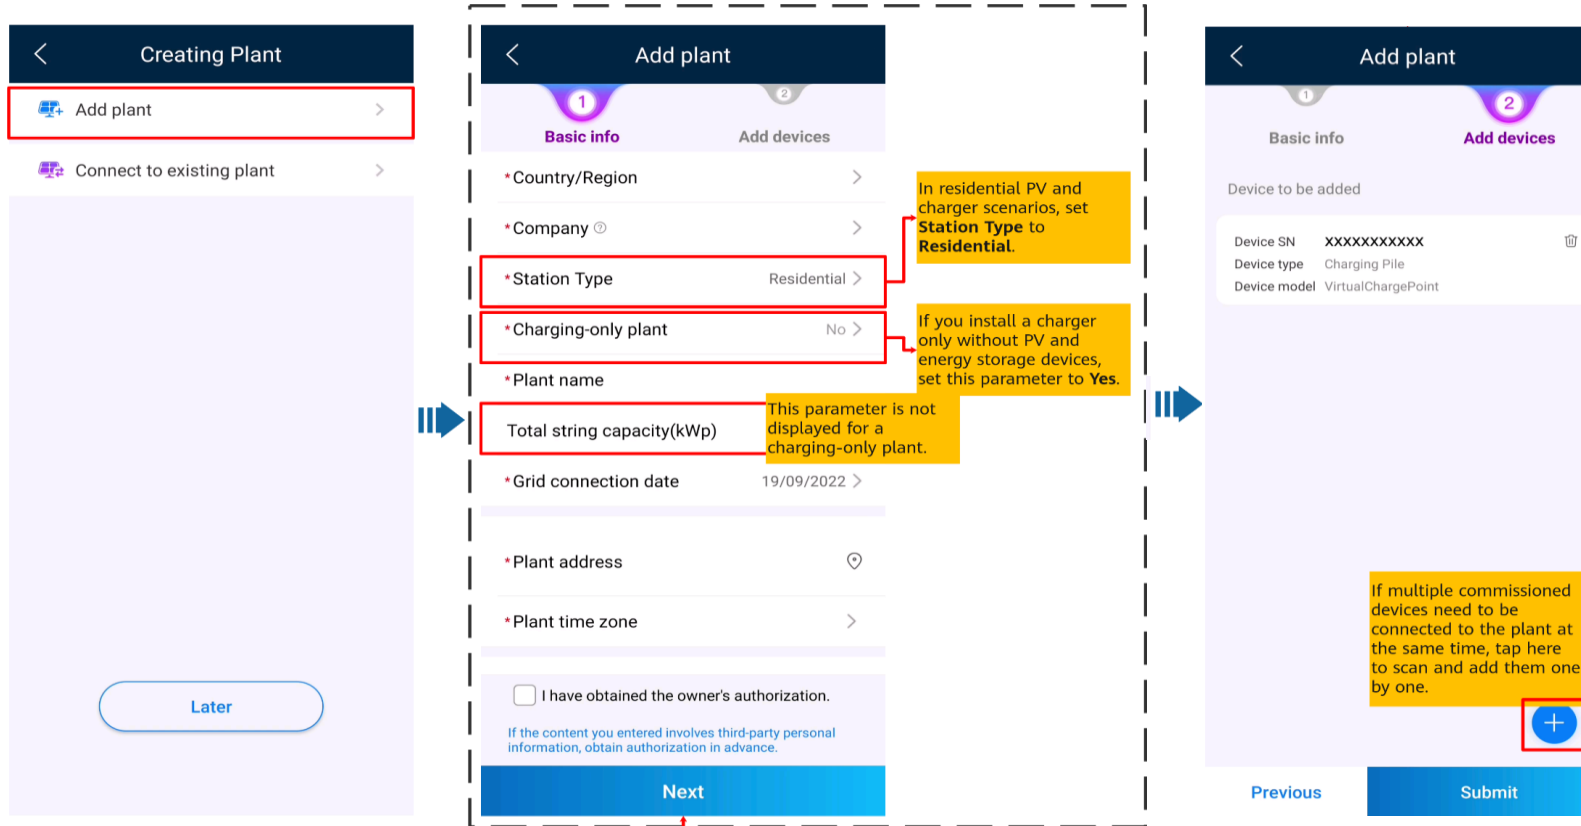 Creating Plant
Add plant
Connect to existing plant
Later
Add plant
1
2
Basic info
Add devices
*Country/Region
*Company
*Station Type
Residential
*Charging-only plant
No
*Plant name
Total string capacity(kWp)
*Grid connection date
19/09/2022
*Plant address
*Plant time zone
I have obtained the owner's authorization.
If the content you entered involves third-party personal
information, obtain authorization in advance.
Next
In residential PV and
charger scenarios, set
Station Type to
Residential.
If you install a charger
only without PV and
energy storage devices,
set this parameter to Yes.
This parameter is not
displayed for a
charging-only plant.
Add plant
1
2
Basic info
Add devices
Device to be added
Device SN XXXXXXXXXXX
Device type Charging Pile
Device model VirtualChargePoint
If multiple commissioned
devices need to be
connected to the plant at
the same time, tap here
to scan and add them one
by one.
Previous
Submit